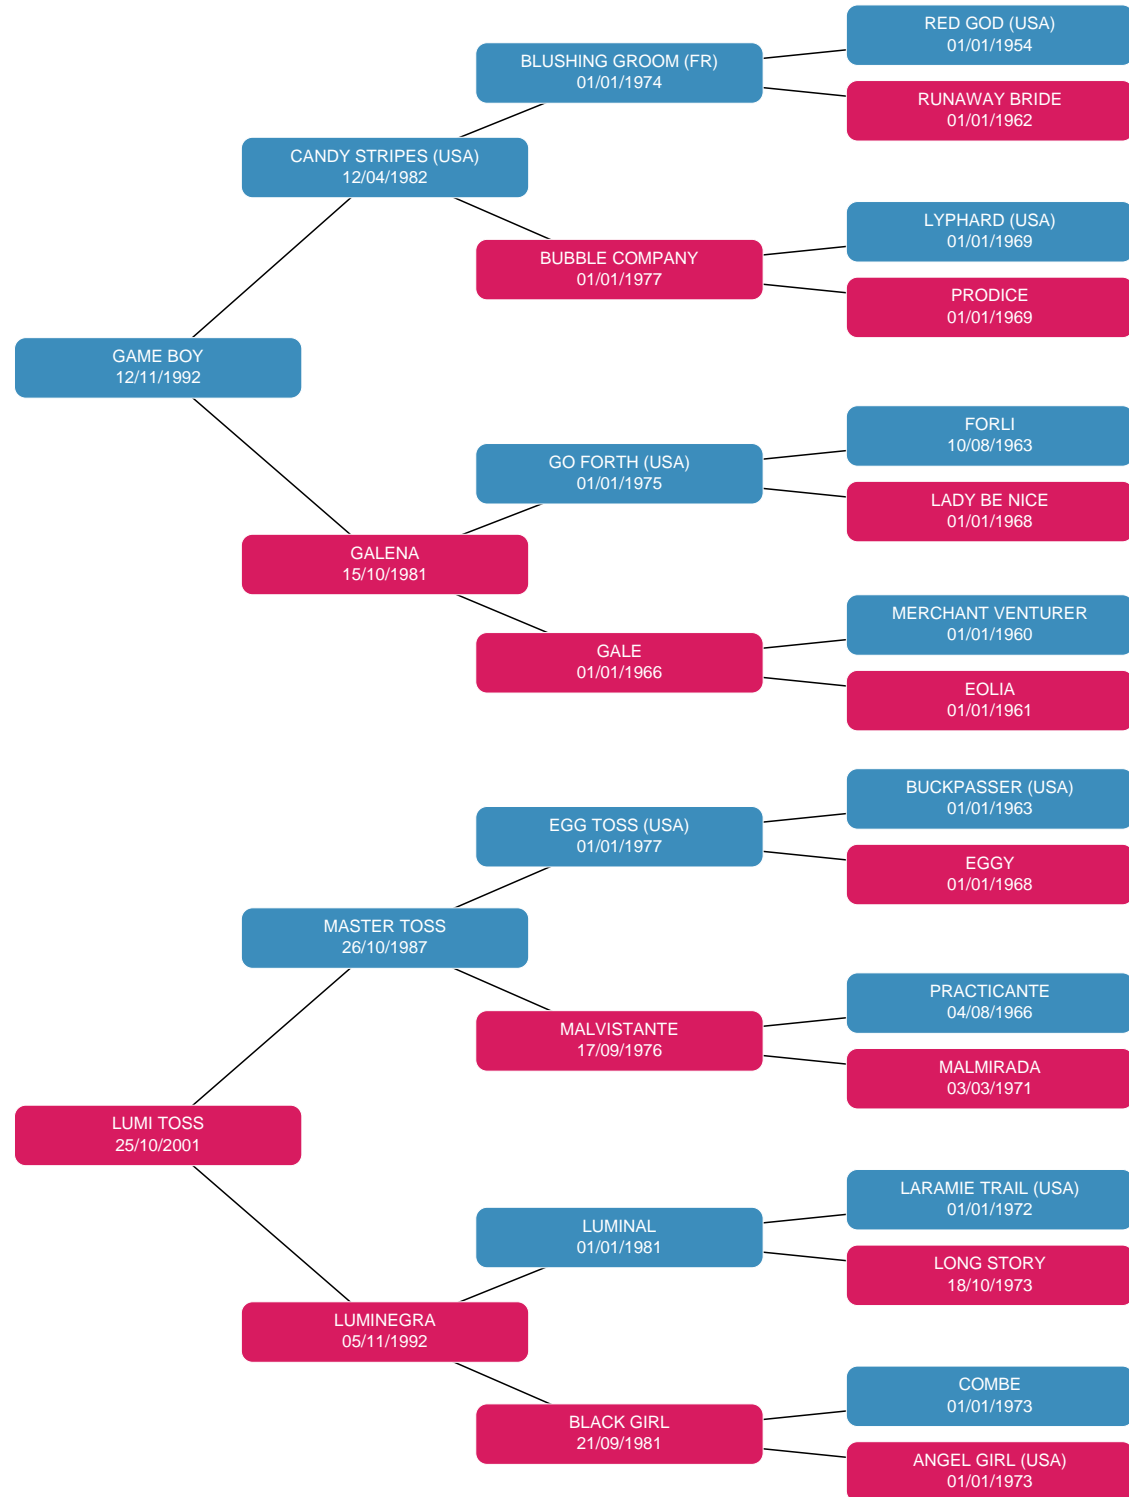 RED GOD (USA)
01/01/1954
BLUSHING GROOM (FR)
01/01/1974
RUNAWAY BRIDE
01/01/1962
CANDY STRIPES (USA)
12/04/1982
LYPHARD (USA)
01/01/1969
BUBBLE COMPANY
01/01/1977
PRODICE
01/01/1969
GAME BOY
12/11/1992
FORLI
10/08/1963
GO FORTH (USA)
01/01/1975
LADY BE NICE
01/01/1968
GALENA
15/10/1981
MERCHANT VENTURER
01/01/1960
GALE
01/01/1966
EOLIA
01/01/1961
BUCKPASSER (USA)
01/01/1963
EGG TOSS (USA)
01/01/1977
EGGY
01/01/1968
MASTER TOSS
26/10/1987
PRACTICANTE
04/08/1966
MALVISTANTE
17/09/1976
MALMIRADA
03/03/1971
LUMI TOSS
25/10/2001
LARAMIE TRAIL (USA)
01/01/1972
LUMINAL
01/01/1981
LONG STORY
18/10/1973
LUMINEGRA
05/11/1992
COMBE
01/01/1973
BLACK GIRL
21/09/1981
ANGEL GIRL (USA)
01/01/1973